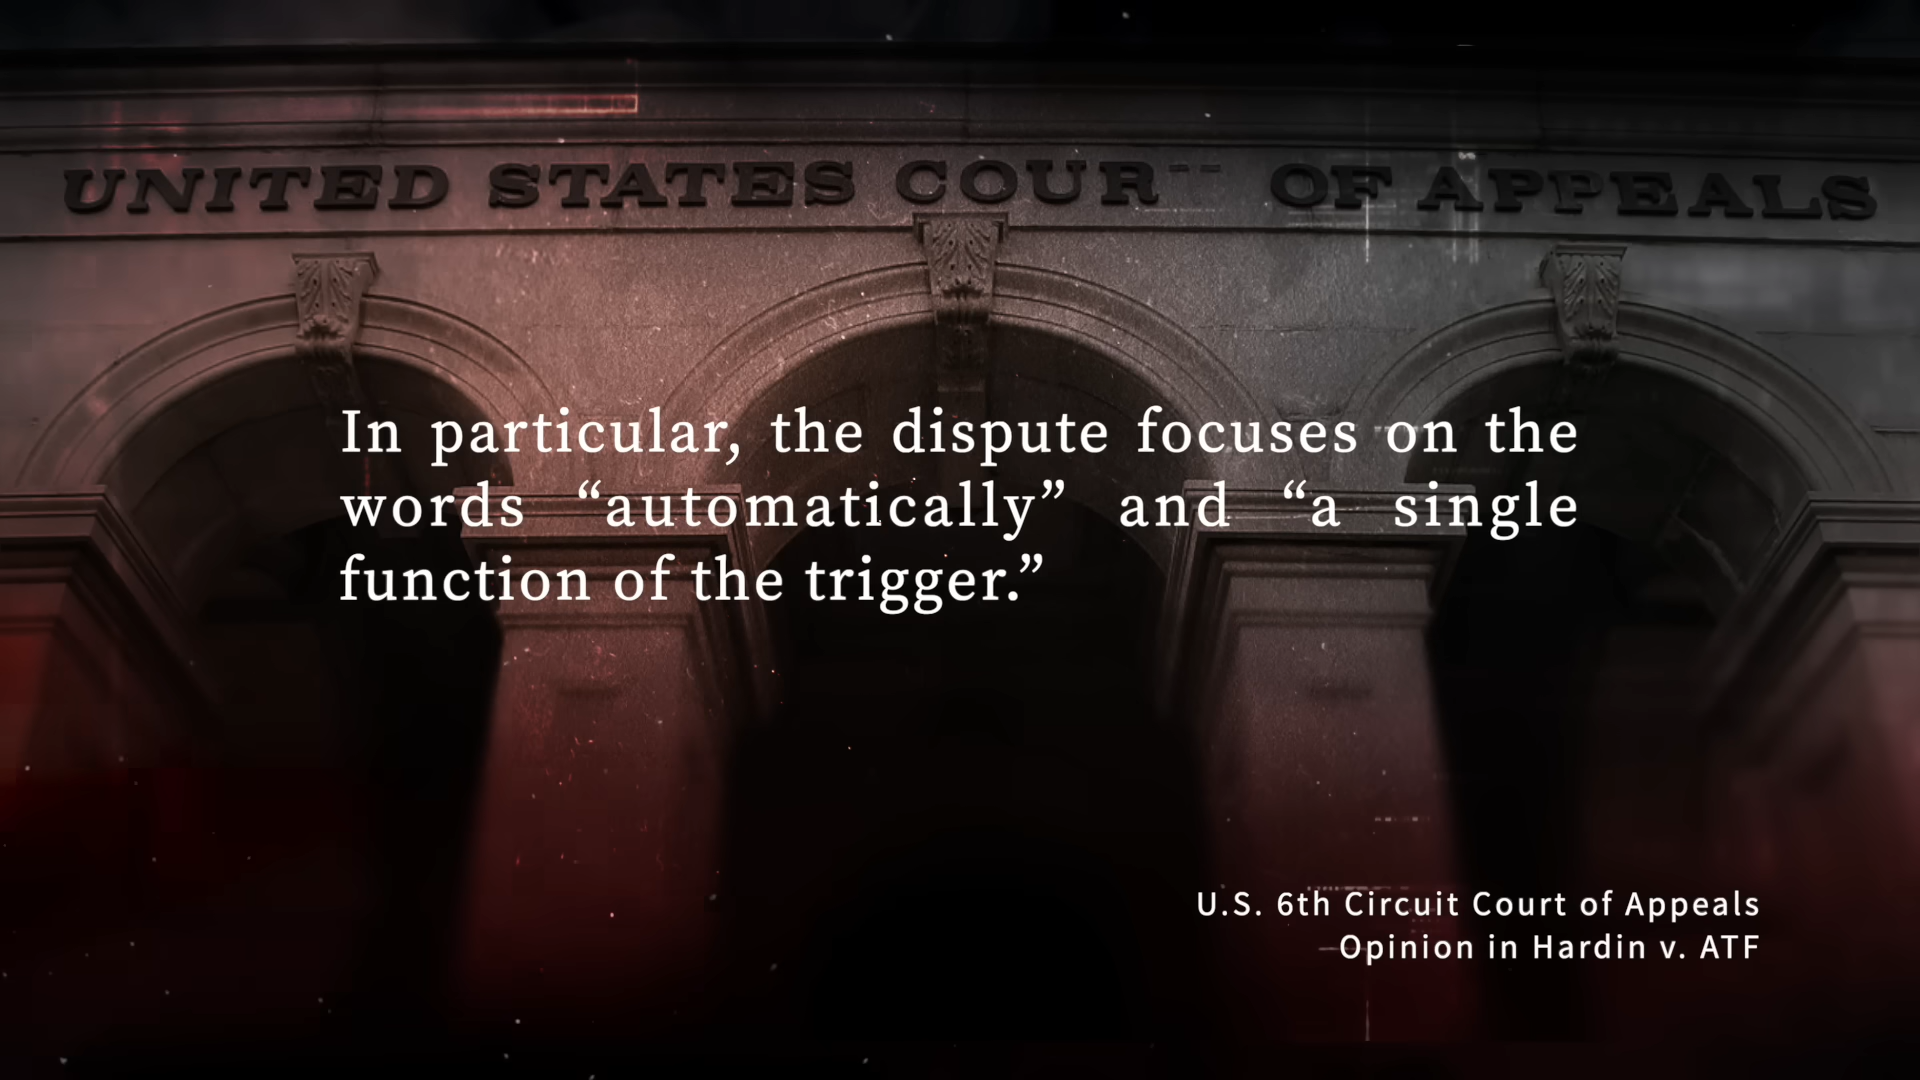 UNITED STATES COURT OF APPEALS
In particular, the dispute focuses on the
words “automatically” and “a single
function of the trigger.”
U.S. 6th Circuit Court of Appeals
Opinion in Hardin v. ATF